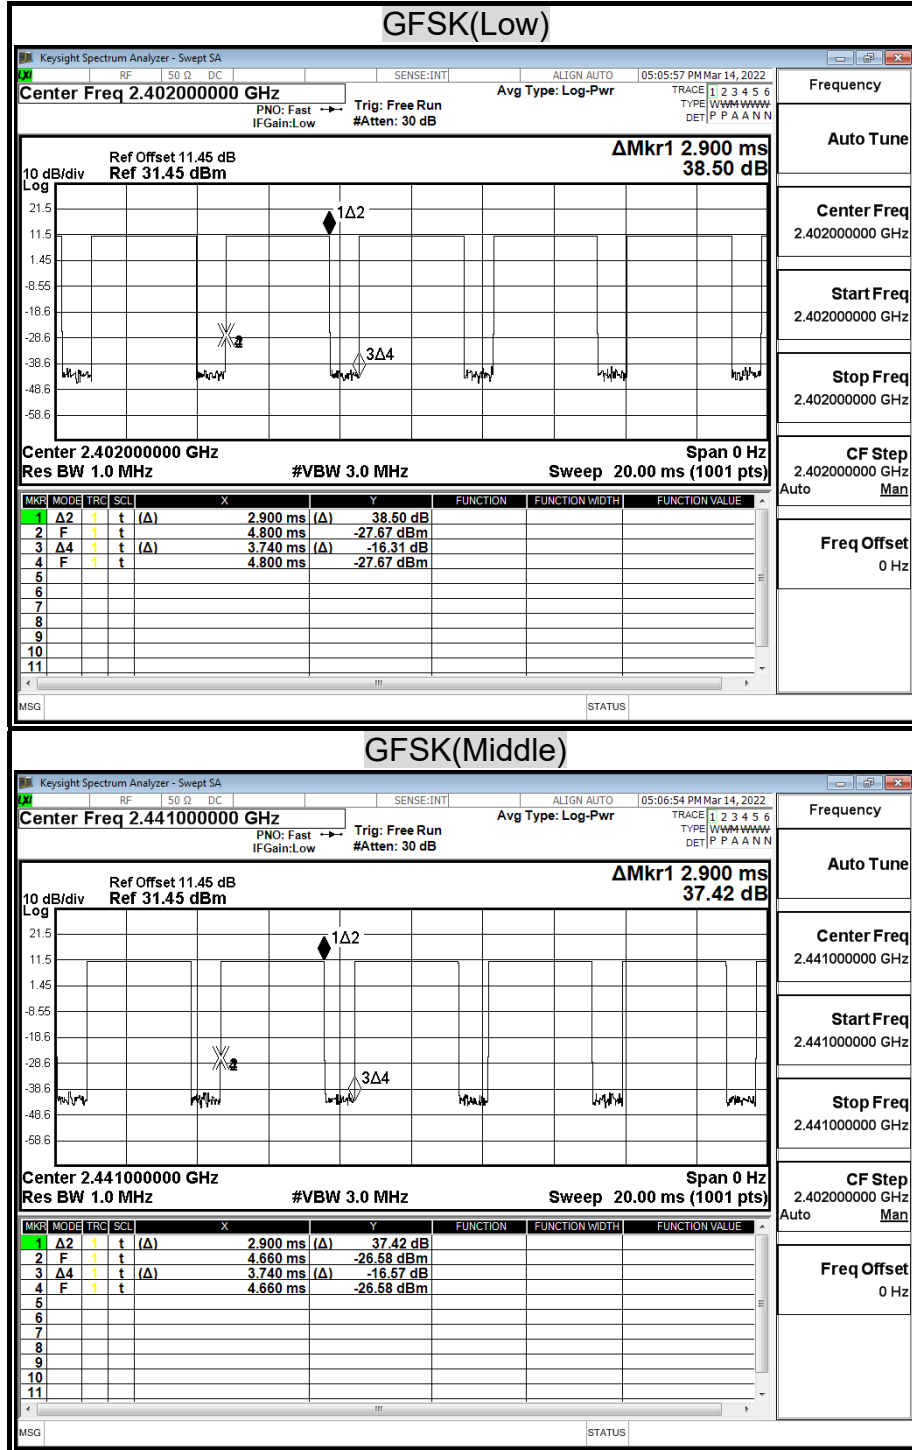 GFSK(Low)
Keysight Spectrum Analyzer - Swept SA
LXI RF 50 Ω DC SENSE:INT ALIGN AUTO 05:05:57 PM Mar 14, 2022
Center Freq 2.402000000 GHz
PNO: Fast
IFGain:Low
Trig: Free Run
#Atten: 30 dB
Avg Type: Log-Pwr
TRACE 1 2 3 4 5 6
TYPE WWMWWWW
DET P P A A N N
ΔMkr1 2.900 ms
38.50 dB
Ref Offset 11.45 dB
10 dB/div Ref 31.45 dBm
Log
21.5
11.5
1.45
-8.55
-18.6
-28.6
-38.6
-48.6
-58.6
1Δ2
2
3Δ4
Center 2.402000000 GHz Span 0 Hz
Res BW 1.0 MHz #VBW 3.0 MHz Sweep 20.00 ms (1001 pts)
MKR MODE TRC SCL X Y FUNCTION FUNCTION WIDTH FUNCTION VALUE
1 Δ2 1 t (Δ) 2.900 ms (Δ) 38.50 dB
2 F 1 t 4.800 ms -27.67 dBm
3 Δ4 1 t (Δ) 3.740 ms (Δ) -16.31 dB
4 F 1 t 4.800 ms -27.67 dBm
5
6
7
8
9
10
11
MSG STATUS
Frequency
Auto Tune
Center Freq
2.402000000 GHz
Start Freq
2.402000000 GHz
Stop Freq
2.402000000 GHz
CF Step
2.402000000 GHz
Auto Man
Freq Offset
0 Hz
GFSK(Middle)
Keysight Spectrum Analyzer - Swept SA
LXI RF 50 Ω DC SENSE:INT ALIGN AUTO 05:06:54 PM Mar 14, 2022
Center Freq 2.441000000 GHz
PNO: Fast
IFGain:Low
Trig: Free Run
#Atten: 30 dB
Avg Type: Log-Pwr
TRACE 1 2 3 4 5 6
TYPE WWMWWWW
DET P P A A N N
ΔMkr1 2.900 ms
37.42 dB
Ref Offset 11.45 dB
10 dB/div Ref 31.45 dBm
Log
21.5
11.5
1.45
-8.55
-18.6
-28.6
-38.6
-48.6
-58.6
1Δ2
2
3Δ4
Center 2.441000000 GHz Span 0 Hz
Res BW 1.0 MHz #VBW 3.0 MHz Sweep 20.00 ms (1001 pts)
MKR MODE TRC SCL X Y FUNCTION FUNCTION WIDTH FUNCTION VALUE
1 Δ2 1 t (Δ) 2.900 ms (Δ) 37.42 dB
2 F 1 t 4.660 ms -26.58 dBm
3 Δ4 1 t (Δ) 3.740 ms (Δ) -16.57 dB
4 F 1 t 4.660 ms -26.58 dBm
5
6
7
8
9
10
11
MSG STATUS
Frequency
Auto Tune
Center Freq
2.441000000 GHz
Start Freq
2.441000000 GHz
Stop Freq
2.441000000 GHz
CF Step
2.402000000 GHz
Auto Man
Freq Offset
0 Hz